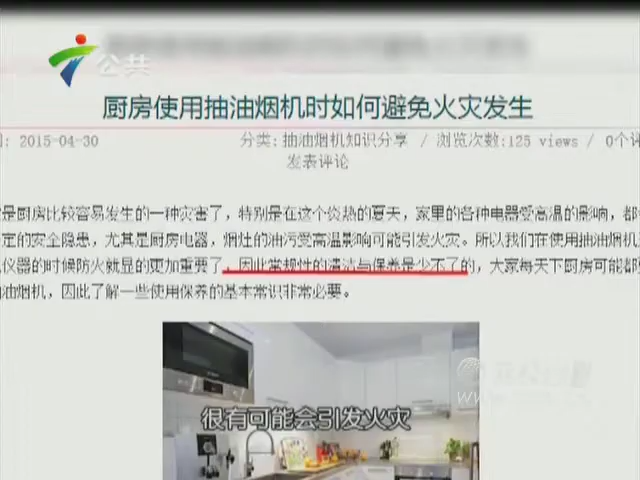 公共
厨房使用抽油烟机时如何避免火灾发生
: 2015-04-30
分类: 抽油烟机知识分享 / 浏览次数:125 views / 0个评
发表评论
是厨房比较容易发生的一种灾害了，特别是在这个炎热的夏天，家里的各种电器受高温的影响，都
定的安全隐患，尤其是厨房电器，烟灶的油污受高温影响可能引发火灾。所以我们在使用抽油烟机
仪器的时候防火就显的更加重要了，因此常规性的清洁与保养是少不了的，大家每天下厨房可能都
油烟机，因此了解一些使用保养的基本常识非常必要。
很有可能会引发火灾